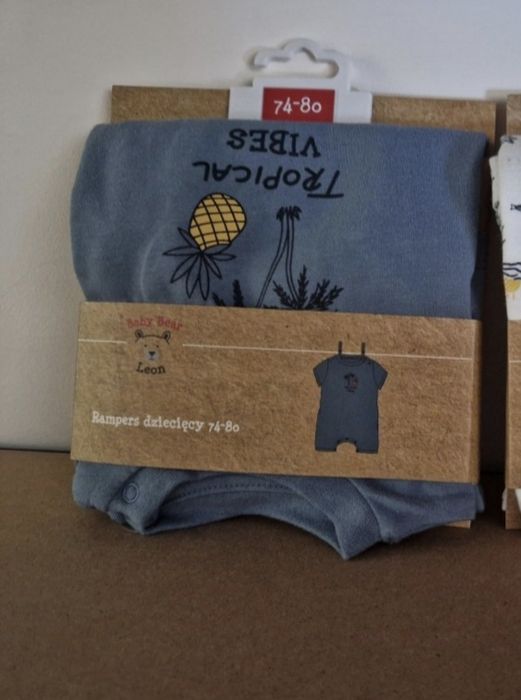 74-80
TROPICAL
VIBES
Baby Bear
Leon
Rampers dziecięcy 74-80